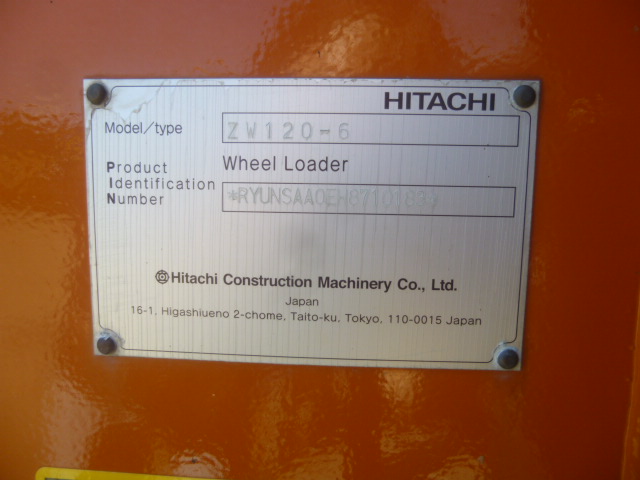 HITACHI
Model/type ZW120-6
Wheel Loader
Product
Identification
Number
Hitachi Construction Machinery Co., Ltd.
Japan
16-1, Higashiueno 2-chome, Taito-ku, Tokyo, 110-0015 Japan